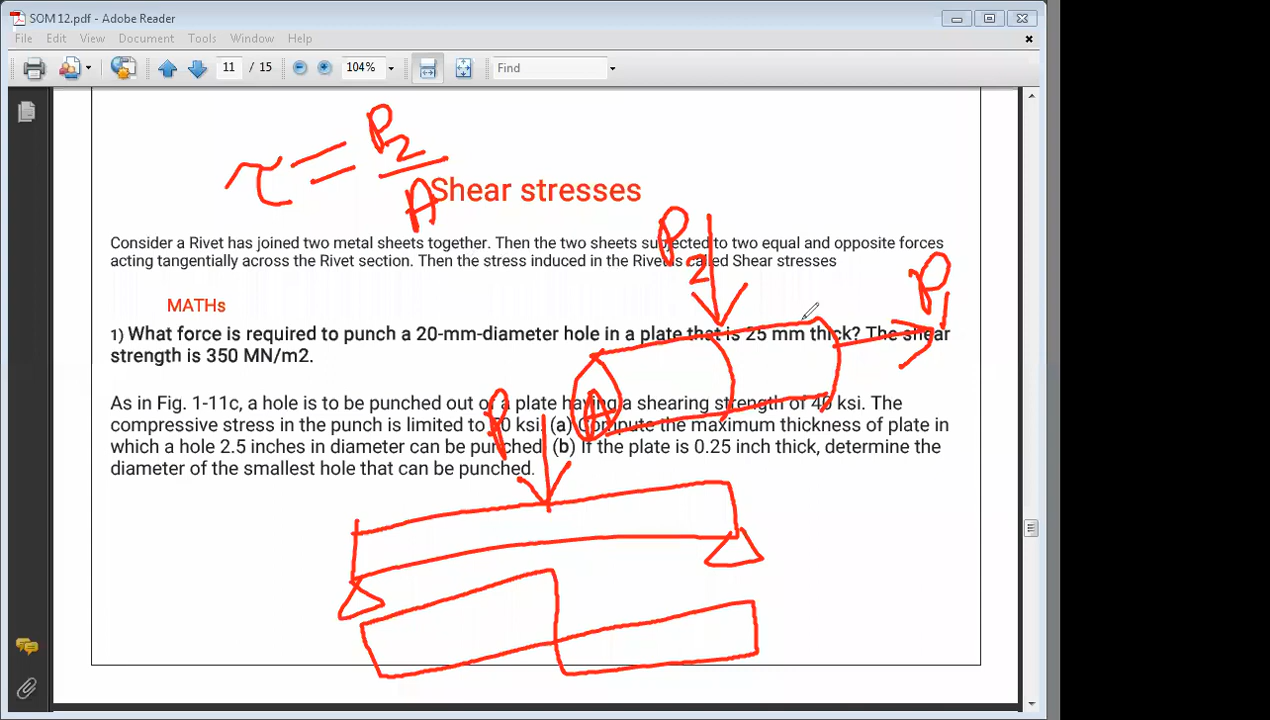 SOM 12.pdf - Adobe Reader
File Edit View Document Tools Window Help
11 / 15 104% Find
τ = P2
A
Shear stresses
P2
P1
Consider a Rivet has joined two metal sheets together. Then the two sheets subjected to two equal and opposite forces
acting tangentially across the Rivet section. Then the stress induced in the Rivet is called Shear stresses
MATHs
1) What force is required to punch a 20-mm-diameter hole in a plate that is 25 mm thick? The shear
strength is 350 MN/m2.
A
P
As in Fig. 1-11c, a hole is to be punched out of a plate having a shearing strength of 40 ksi. The
compressive stress in the punch is limited to ksi. (a) Compute the maximum thickness of plate in
which a hole 2.5 inches in diameter can be punched. (b) If the plate is 0.25 inch thick, determine the
diameter of the smallest hole that can be punched.